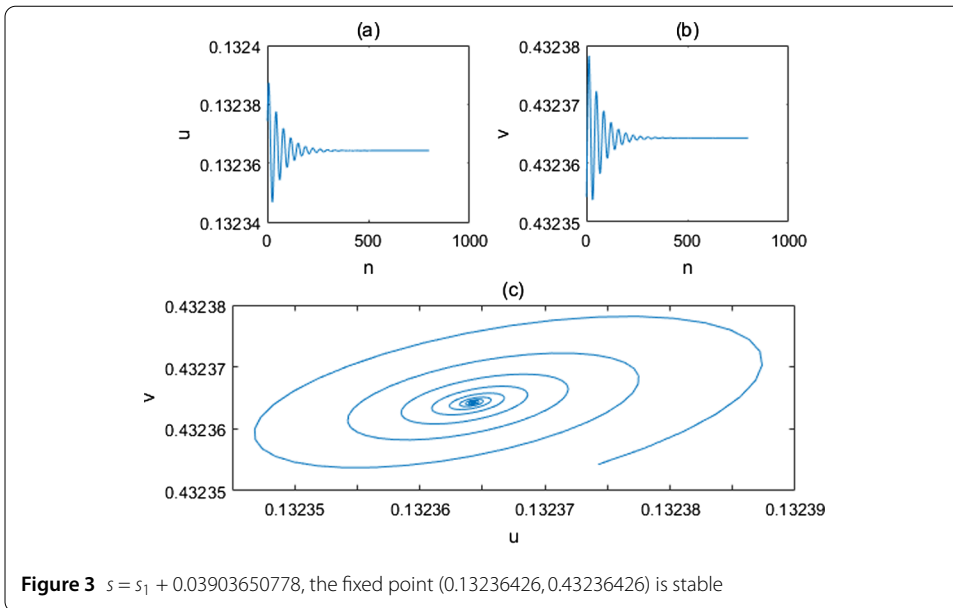 (a)
0.1324
0.13238
0.13236
0.13234
u
0
500
1000
n
(b)
0.43238
0.43237
0.43236
0.43235
v
0
500
1000
n
(c)
0.43238
0.43237
0.43236
0.43235
v
0.13235
0.13236
0.13237
0.13238
0.13239
u
Figure 3 s = s₁ + 0.03903650778, the fixed point (0.13236426, 0.43236426) is stable